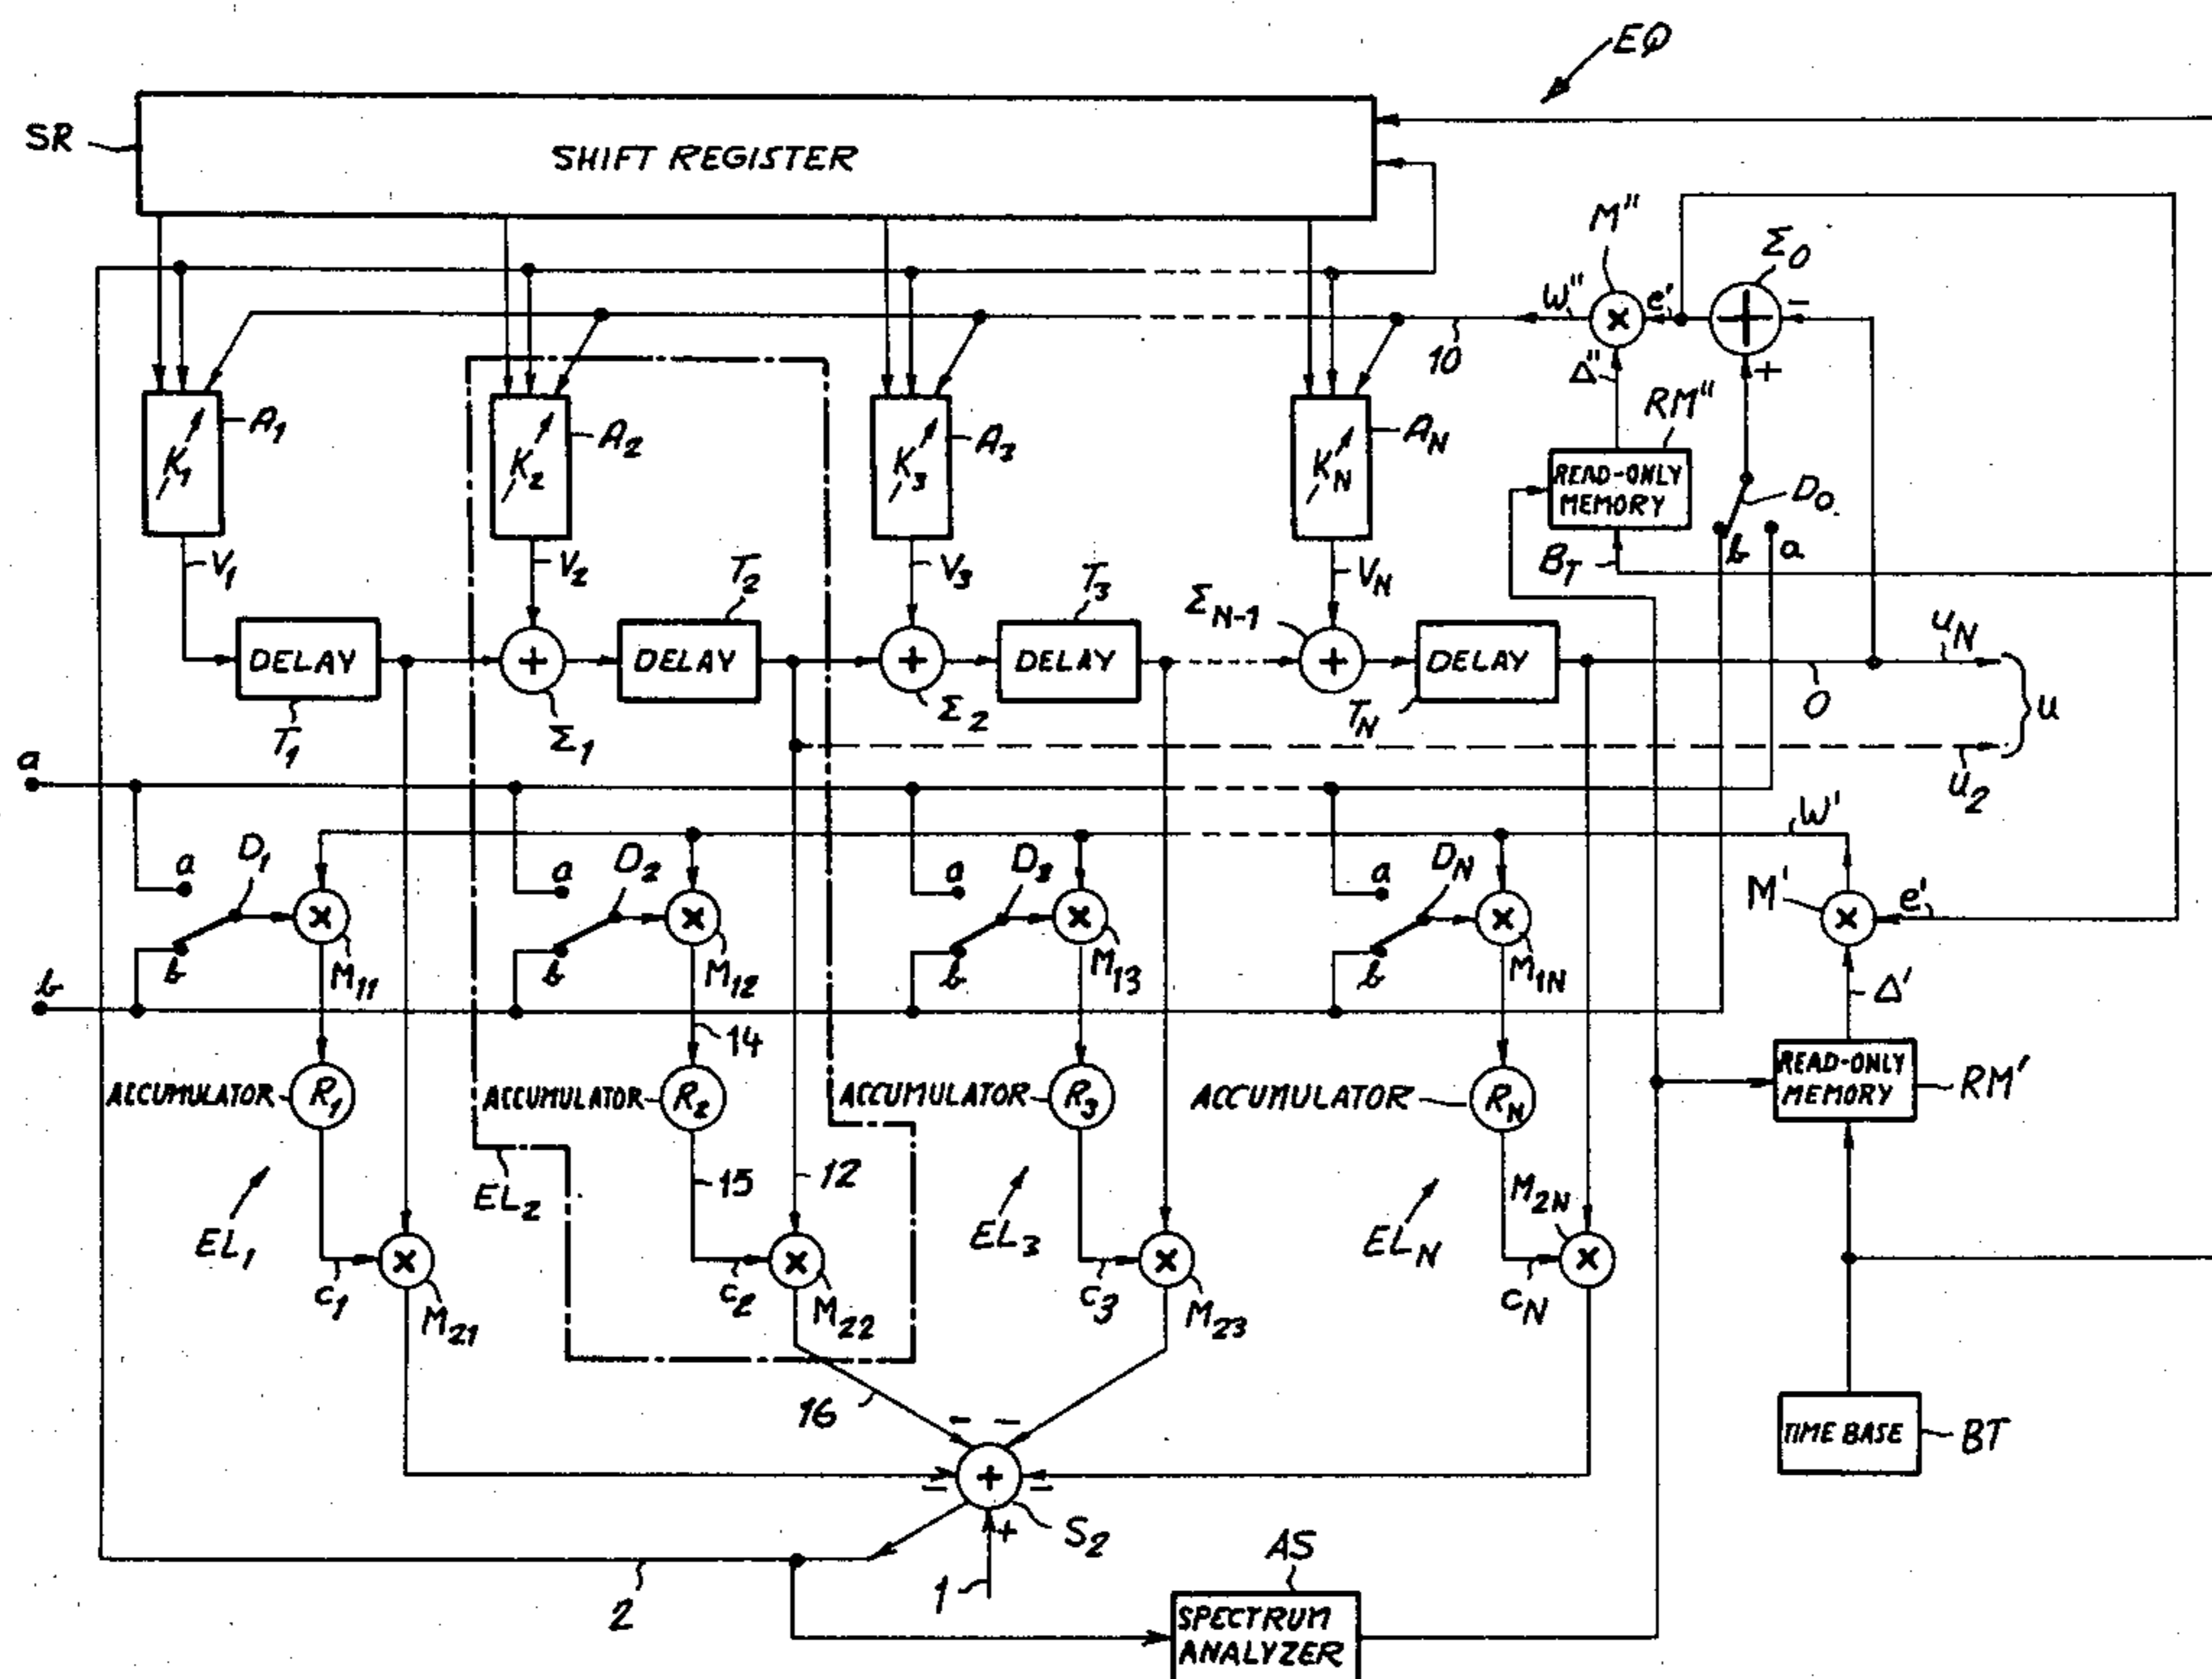 EQ
SR
SHIFT REGISTER
M" Σ0
W" e' -
10 Δ" +
A1 A2 A3 AN RM"
K1 K2 K3 KN
READ-ONLY MEMORY
D0
b a
BT
V1 V2 V3 VN
T2 T3 ΣN-1
DELAY + DELAY + DELAY + DELAY
uN
T1 Σ1 Σ2 TN 0 u
u2
a
W'
D1 D2 D3 DN
a a a a
× × × × M' × e'
b b b b
M11 M12 M13 M1N
b
Δ'
14
READ-ONLY MEMORY
RM'
ACCUMULATOR R1 ACCUMULATOR R2 ACCUMULATOR R3 ACCUMULATOR RN
15 12
EL1 EL2 EL3 ELN M2N
× × × ×
c1 c2 c3 cN
M21 M22 M23
16
- -
TIME BASE BT
- + -
+ S2
2 1
AS
SPECTRUM ANALYZER